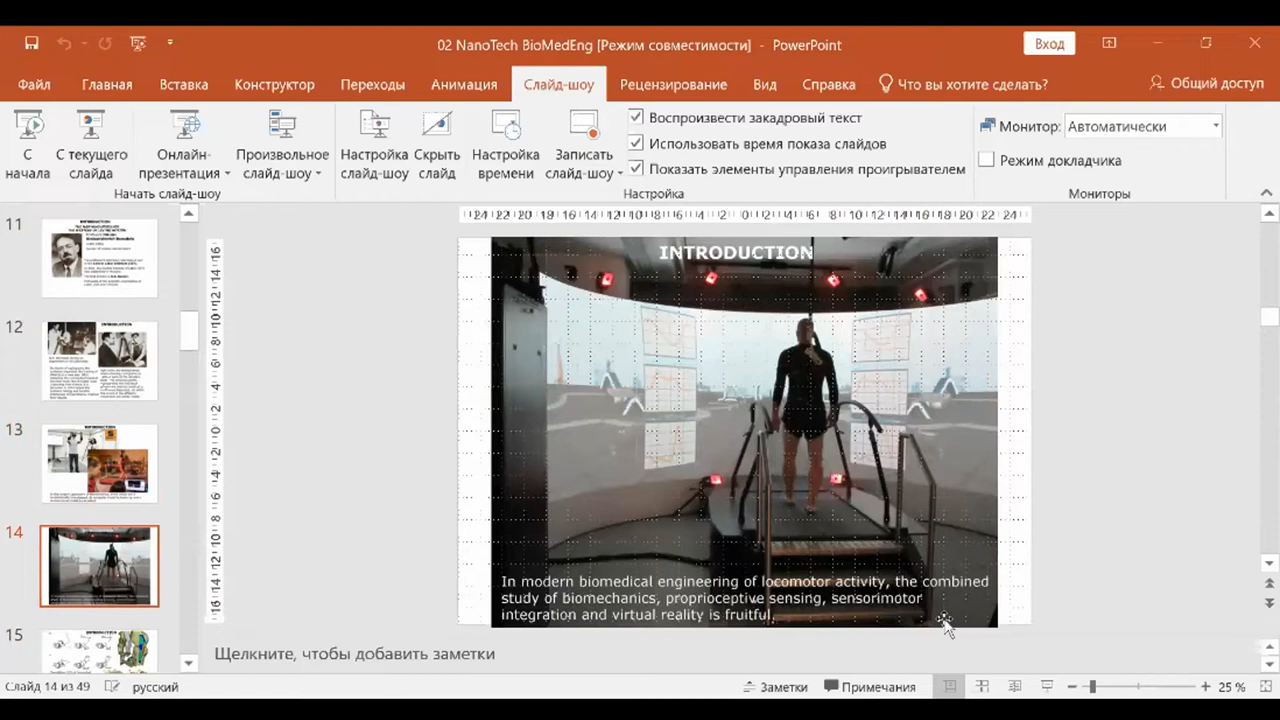 02 NanoTech BioMedEng [Режим совместимости] - PowerPoint
Вход
Файл Главная Вставка Конструктор Переходы Анимация Слайд-шоу Рецензирование Вид Справка Что вы хотите сделать? Общий доступ
С начала
С текущего слайда
Онлайн-презентация
Произвольное слайд-шоу
Начать слайд-шоу
Настройка слайд-шоу
Скрыть слайд
Настройка времени
Записать слайд-шоу
Воспроизвести закадровый текст
Использовать время показа слайдов
Показать элементы управления проигрывателем
Настройка
Монитор: Автоматически
Режим докладчика
Мониторы
11
INTRODUCTION
12
INTRODUCTION
13
INTRODUCTION
14
15
INTRODUCTION
INTRODUCTION
In modern biomedical engineering of locomotor activity, the combined
study of biomechanics, proprioceptive sensing, sensorimotor
integration and virtual reality is fruitful.
Щелкните, чтобы добавить заметки
Слайд 14 из 49 русский Заметки Примечания 25 %